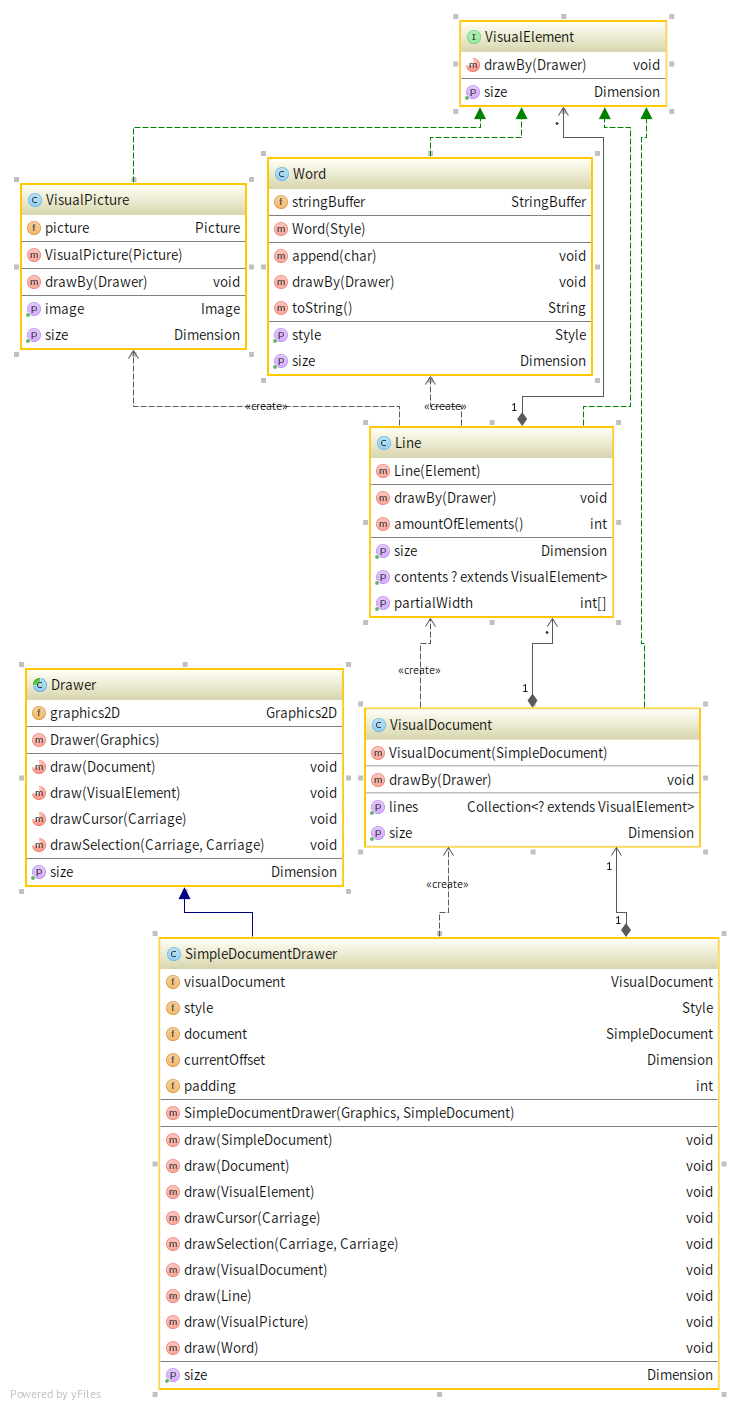 VisualElement
drawBy(Drawer) void
size Dimension
*
VisualPicture
picture Picture
VisualPicture(Picture)
drawBy(Drawer) void
image Image
size Dimension
Word
stringBuffer StringBuffer
Word(Style)
append(char) void
drawBy(Drawer) void
toString() String
style Style
size Dimension
«create»
«create»
1
Line
Line(Element)
drawBy(Drawer) void
amountOfElements() int
size Dimension
contents ? extends VisualElement>
partialWidth int[]
*
«create»
1
Drawer
graphics2D Graphics2D
Drawer(Graphics)
draw(Document) void
draw(VisualElement) void
drawCursor(Carriage) void
drawSelection(Carriage, Carriage) void
size Dimension
VisualDocument
VisualDocument(SimpleDocument)
drawBy(Drawer) void
lines Collection<? extends VisualElement>
size Dimension
1
«create»
1
SimpleDocumentDrawer
visualDocument VisualDocument
style Style
document SimpleDocument
currentOffset Dimension
padding int
SimpleDocumentDrawer(Graphics, SimpleDocument)
draw(SimpleDocument) void
draw(Document) void
draw(VisualElement) void
drawCursor(Carriage) void
drawSelection(Carriage, Carriage) void
draw(VisualDocument) void
draw(Line) void
draw(VisualPicture) void
draw(Word) void
size Dimension
Powered by yFiles